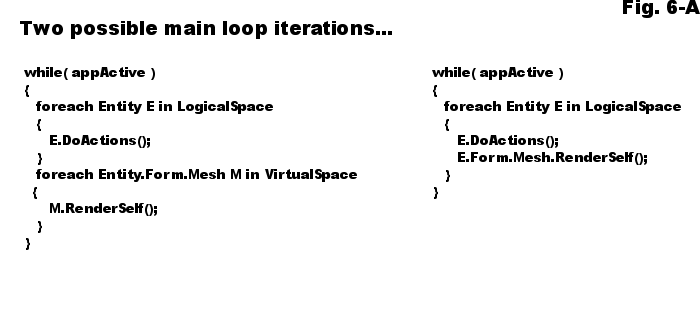 Fig. 6-A
Two possible main loop iterations...
while( appActive )
{
foreach Entity E in LogicalSpace
{
E.DoActions();
}
foreach Entity.Form.Mesh M in VirtualSpace
{
M.RenderSelf();
}
}
while( appActive )
{
foreach Entity E in LogicalSpace
{
E.DoActions();
E.Form.Mesh.RenderSelf();
}
}